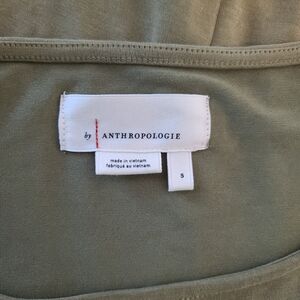 by ANTHROPOLOGIE
made in vietnam
fabriqué au vietnam
S